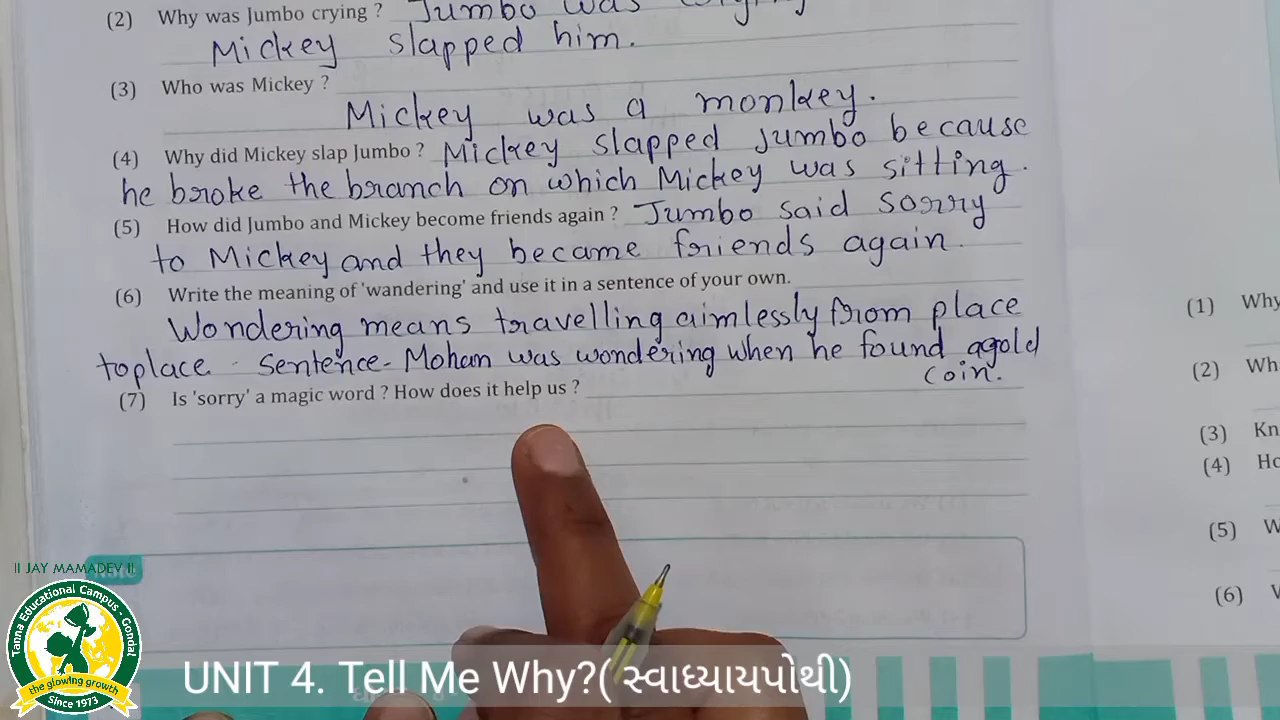 (2) Why was Jumbo crying ? Jumbo was crying
Mickey slapped him.
(3) Who was Mickey ?
Mickey was a monkey.
(4) Why did Mickey slap Jumbo ? Mickey slapped Jumbo because
he broke the branch on which Mickey was sitting.
(5) How did Jumbo and Mickey become friends again ? Jumbo said sorry
to Mickey and they became friends again.
(6) Write the meaning of 'wandering' and use it in a sentence of your own.
Wondering means travelling aimlessly from place
to place. Sentence- Mohan was wondering when he found a gold
coin.
(7) Is 'sorry' a magic word ? How does it help us ?
(1) Why
(2) Wh
(3) Kn
(4) Ho
(5) W
(6) W
II JAY MAMADEV II
Note
Tanna Educational Campus - Gondal
the glowing growth
Since 1973
UNIT 4. Tell Me Why?( સ્વાધ્યાયપોથી)